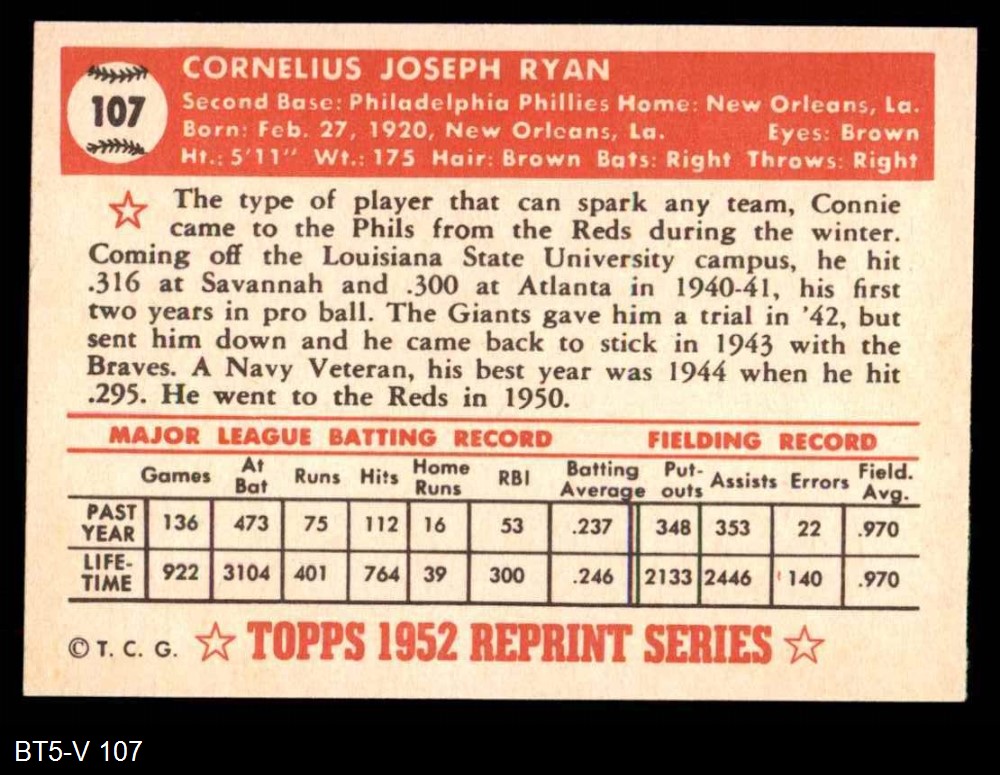 107
CORNELIUS JOSEPH RYAN
Second Base: Philadelphia Phillies Home: New Orleans, La.
Born: Feb. 27, 1920, New Orleans, La. Eyes: Brown
Ht.: 5'11" Wt.: 175 Hair: Brown Bats: Right Throws: Right
The type of player that can spark any team, Connie
came to the Phils from the Reds during the winter.
Coming off the Louisiana State University campus, he hit
.316 at Savannah and .300 at Atlanta in 1940-41, his first
two years in pro ball. The Giants gave him a trial in '42, but
sent him down and he came back to stick in 1943 with the
Braves. A Navy Veteran, his best year was 1944 when he hit
.295. He went to the Reds in 1950.
MAJOR LEAGUE BATTING RECORD FIELDING RECORD
Games At Bat Runs Hits Home Runs RBI Batting Average Put-outs Assists Errors Field. Avg.
PAST YEAR 136 473 75 112 16 53 .237 348 353 22 .970
LIFE-TIME 922 3104 401 764 39 300 .246 2133 2446 140 .970
© T. C. G. TOPPS 1952 REPRINT SERIES
BT5-V 107